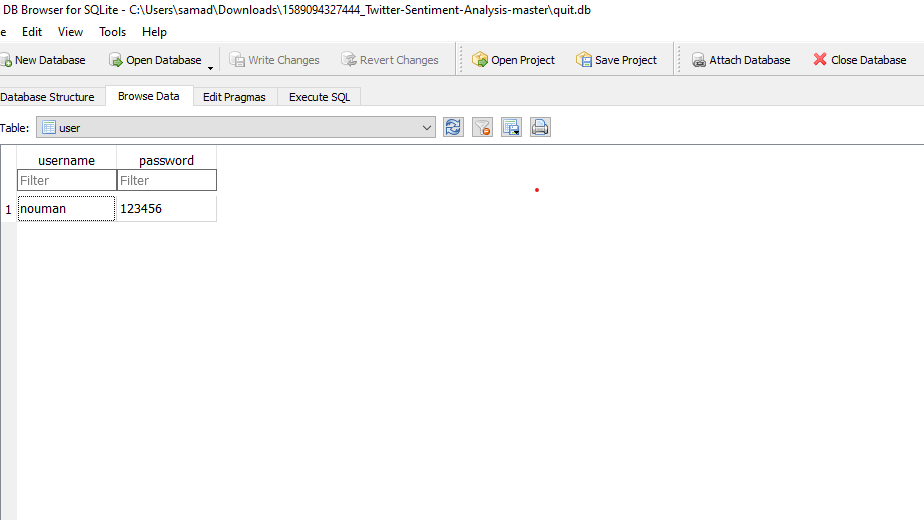 DB Browser for SQLite - C:\Users\samad\Downloads\1589094327444_Twitter-Sentiment-Analysis-master\quit.db
e Edit View Tools Help
New Database Open Database Write Changes Revert Changes Open Project Save Project Attach Database Close Database
Database Structure Browse Data Edit Pragmas Execute SQL
Table: user
username password
Filter Filter
1 nouman 123456